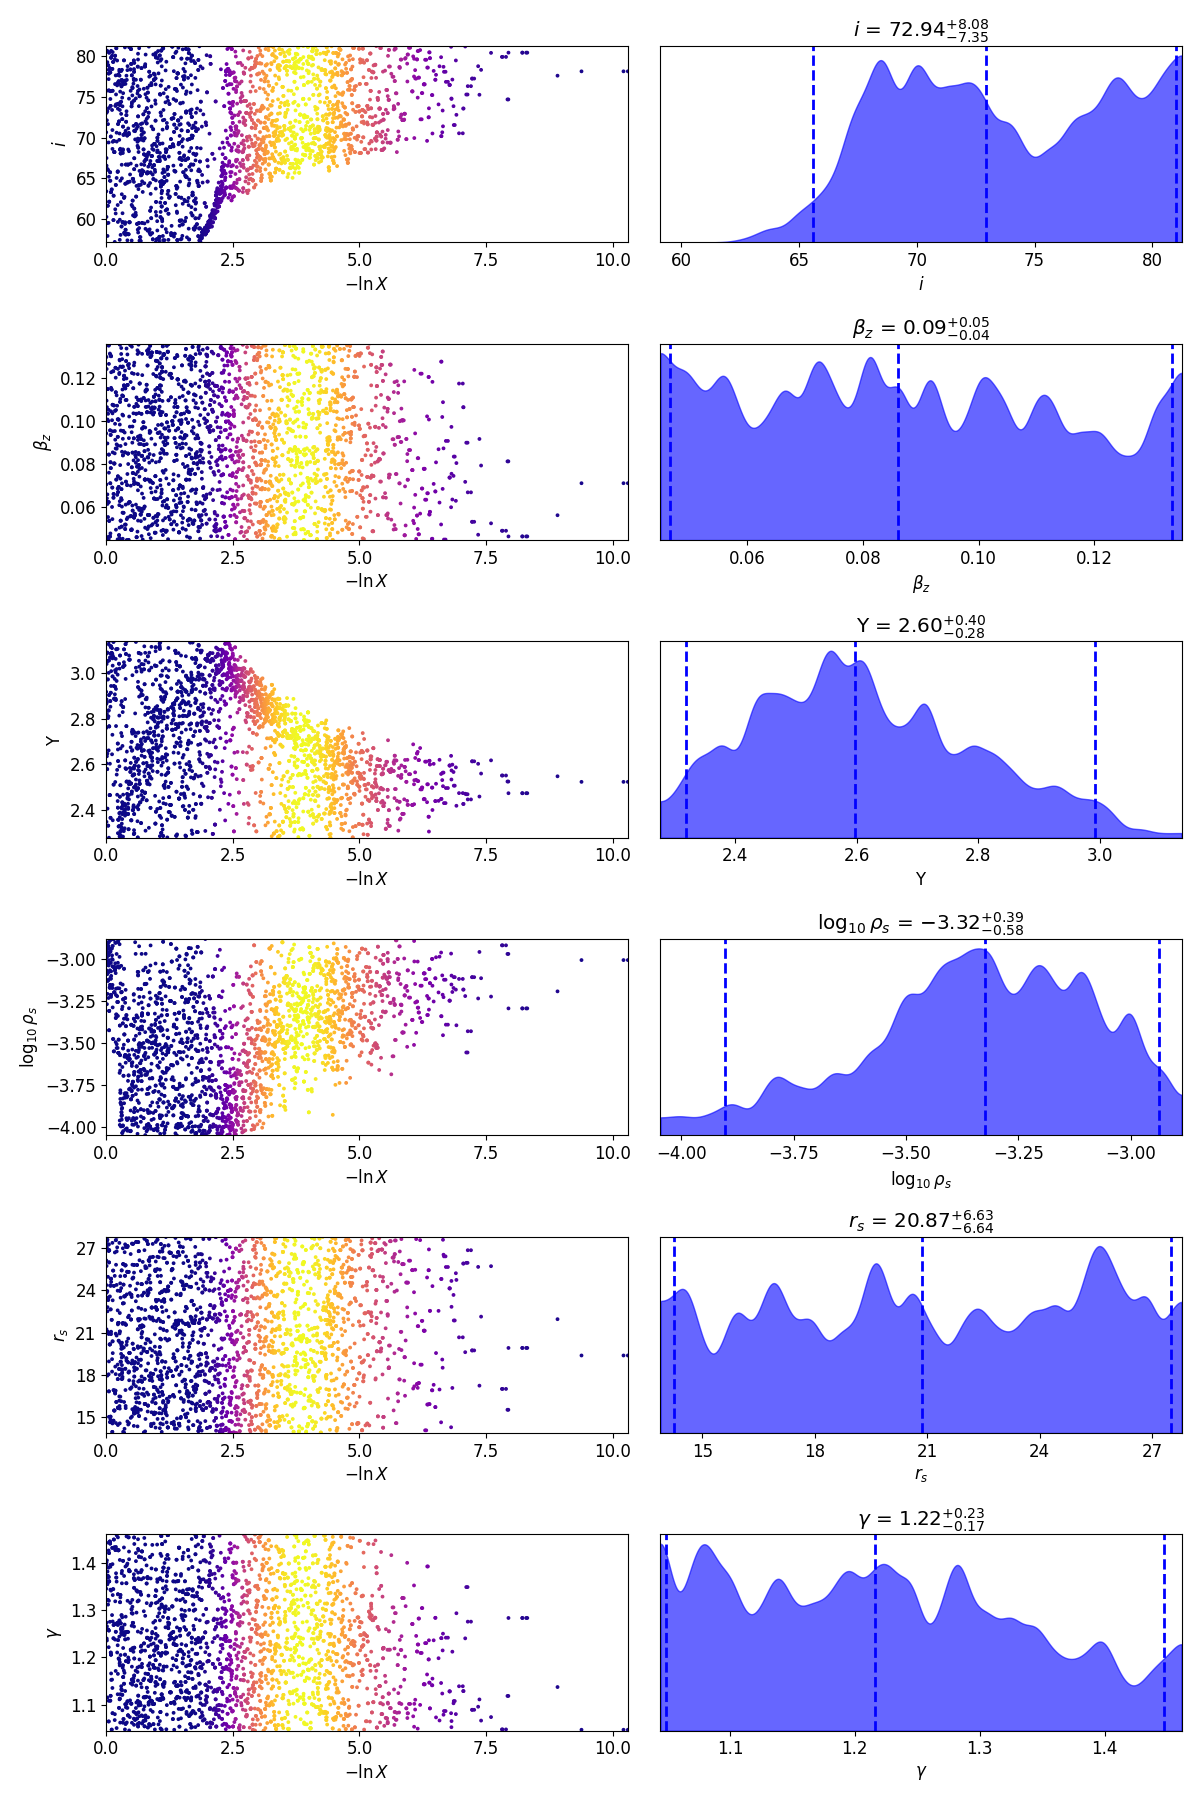 i = 72.94 +8.08 −7.35
80
75
70
65
60
i
0.0 2.5 5.0 7.5 10.0
−ln X
60 65 70 75 80
i
β_z = 0.09 +0.05 −0.04
0.12
0.10
0.08
0.06
β_z
0.0 2.5 5.0 7.5 10.0
−ln X
0.06 0.08 0.10 0.12
β_z
Y = 2.60 +0.40 −0.28
3.0
2.8
2.6
2.4
Y
0.0 2.5 5.0 7.5 10.0
−ln X
2.4 2.6 2.8 3.0
Y
log₁₀ ρ_s = −3.32 +0.39 −0.58
−3.00
−3.25
−3.50
−3.75
−4.00
log₁₀ ρ_s
0.0 2.5 5.0 7.5 10.0
−ln X
−4.00 −3.75 −3.50 −3.25 −3.00
log₁₀ ρ_s
r_s = 20.87 +6.63 −6.64
27
24
21
18
15
r_s
0.0 2.5 5.0 7.5 10.0
−ln X
15 18 21 24 27
r_s
γ = 1.22 +0.23 −0.17
1.4
1.3
1.2
1.1
γ
0.0 2.5 5.0 7.5 10.0
−ln X
1.1 1.2 1.3 1.4
γ